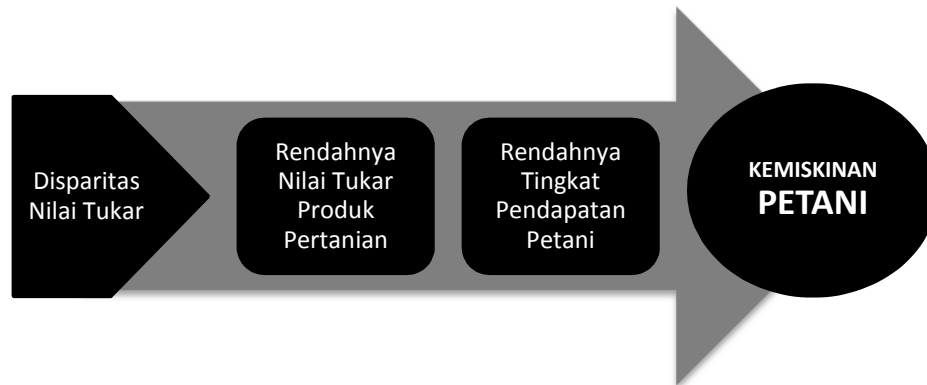 Disparitas
Nilai Tukar
Rendahnya
Nilai Tukar
Produk
Pertanian
Rendahnya
Tingkat
Pendapatan
Petani
KEMISKINAN
PETANI